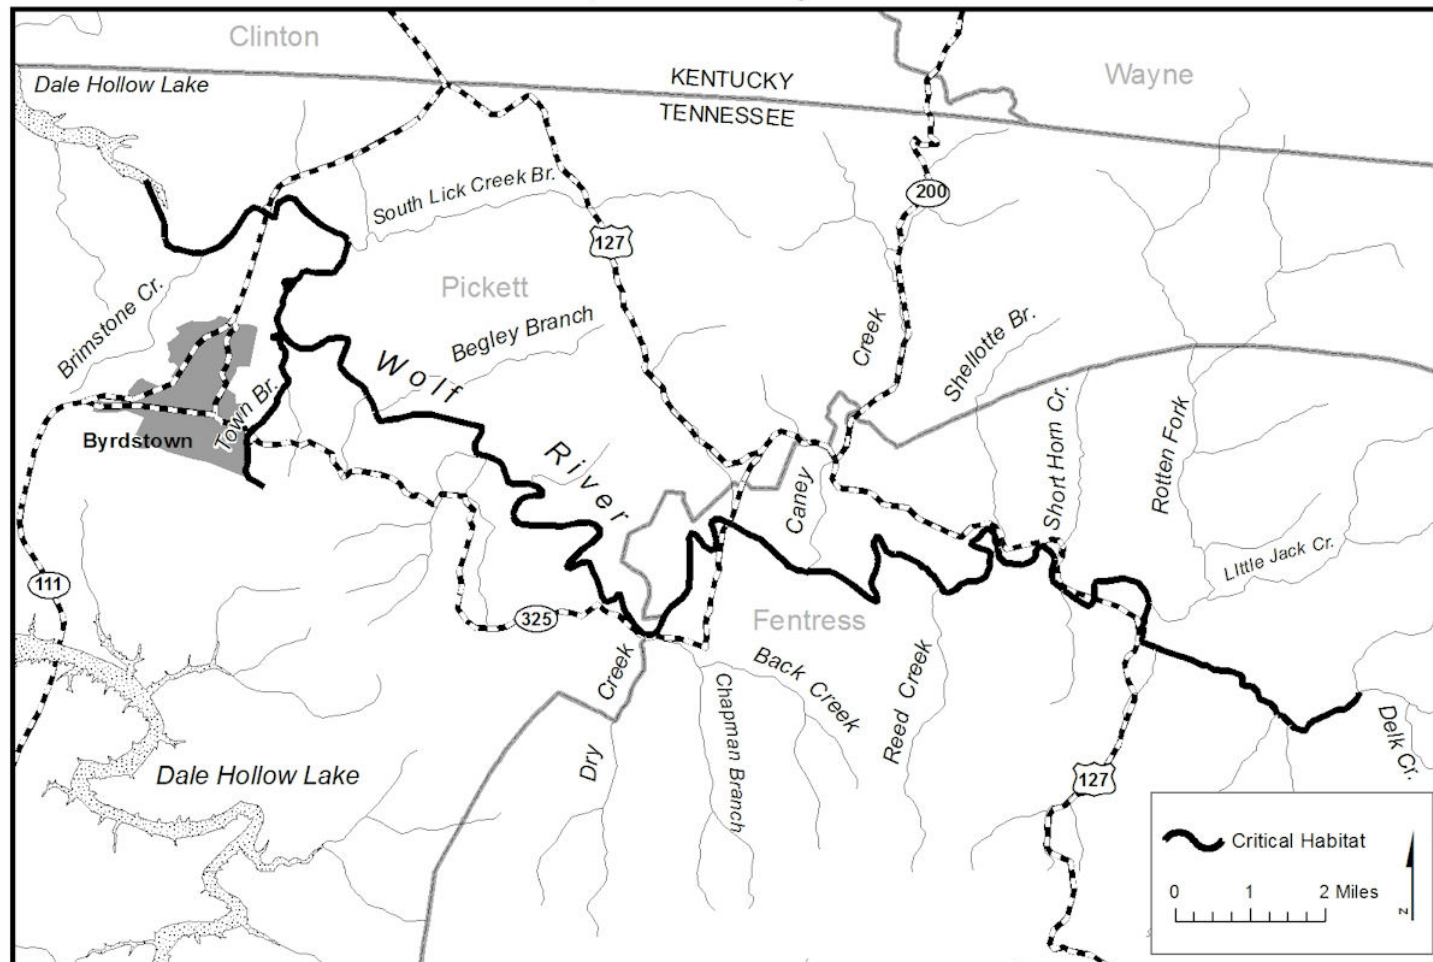 Clinton
Wayne
KENTUCKY
TENNESSEE
Dale Hollow Lake
200
South Lick Creek Br.
127
Pickett
Brimstone Cr.
Begley Branch
Creek
Shellotte Br.
Wolf
Town Br.
Short Horn Cr.
Rotten Fork
Byrdstown
River
Caney
LIttle Jack Cr.
111
325
Fentress
Creek
Back Creek
Reed Creek
Chapman Branch
Delk Cr.
Dry
Dale Hollow Lake
127
Critical Habitat
0 1 2 Miles
N